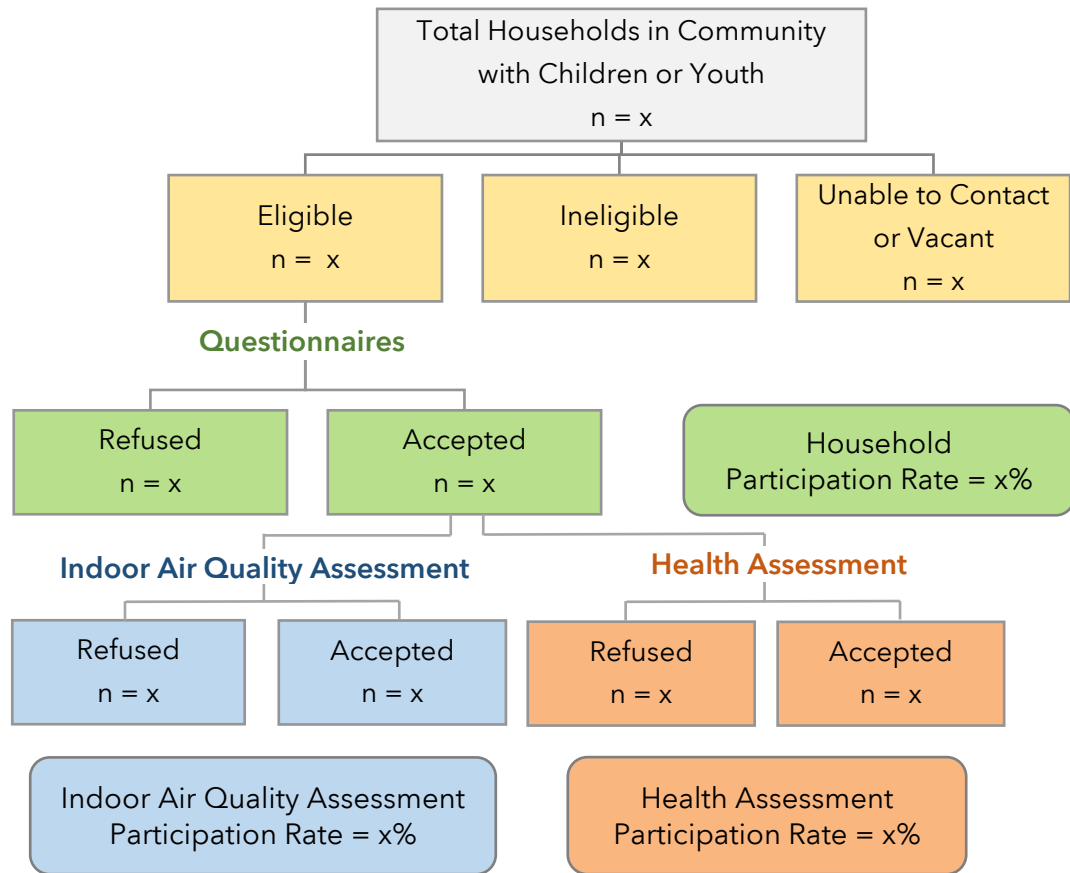 Total Households in Community
with Children or Youth
n = x
Eligible
n = x
Ineligible
n = x
Unable to Contact
or Vacant
n = x
Questionnaires
Refused
n = x
Accepted
n = x
Household
Participation Rate = x%
Indoor Air Quality Assessment
Health Assessment
Refused
n = x
Accepted
n = x
Refused
n = x
Accepted
n = x
Indoor Air Quality Assessment
Participation Rate = x%
Health Assessment
Participation Rate = x%